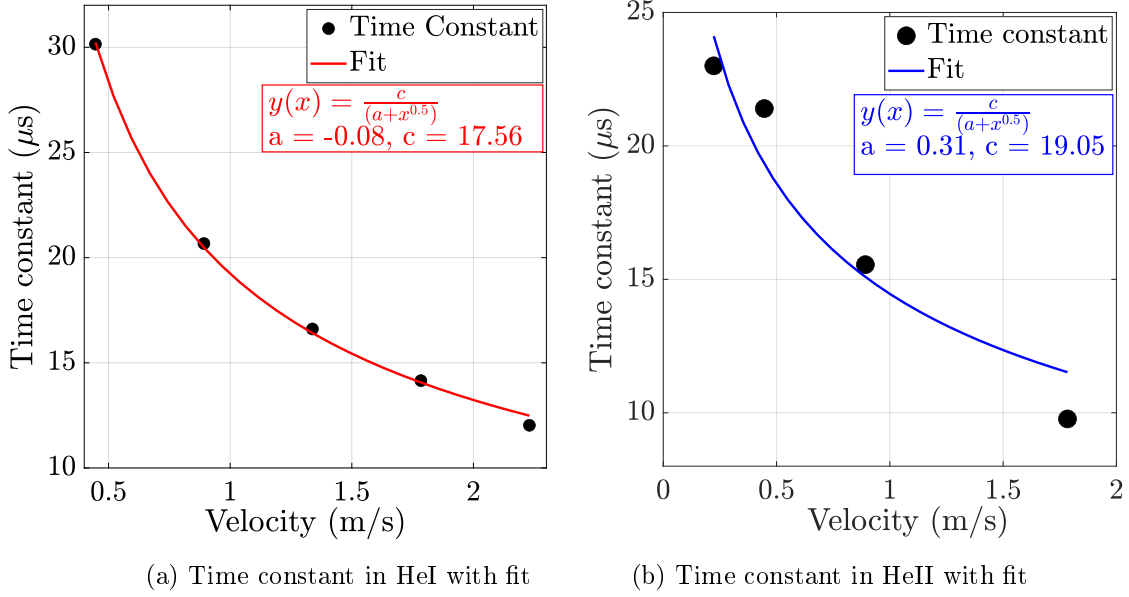 Time Constant
Fit
y(x) = c/(a+x^0.5)
a = -0.08, c = 17.56
30
25
20
15
10
0.5 1 1.5 2
Time constant (μs)
Velocity (m/s)
(a) Time constant in HeI with fit
Time constant
Fit
y(x) = c/(a+x^0.5)
a = 0.31, c = 19.05
25
20
15
10
0 0.5 1 1.5 2
Time constant (μs)
Velocity (m/s)
(b) Time constant in HeII with fit